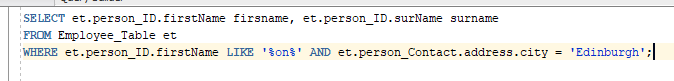 SELECT et.person_ID.firstName firsname, et.person_ID.surName surname
FROM Employee_Table et
WHERE et.person_ID.firstName LIKE '%on%' AND et.person_Contact.address.city = 'Edinburgh';